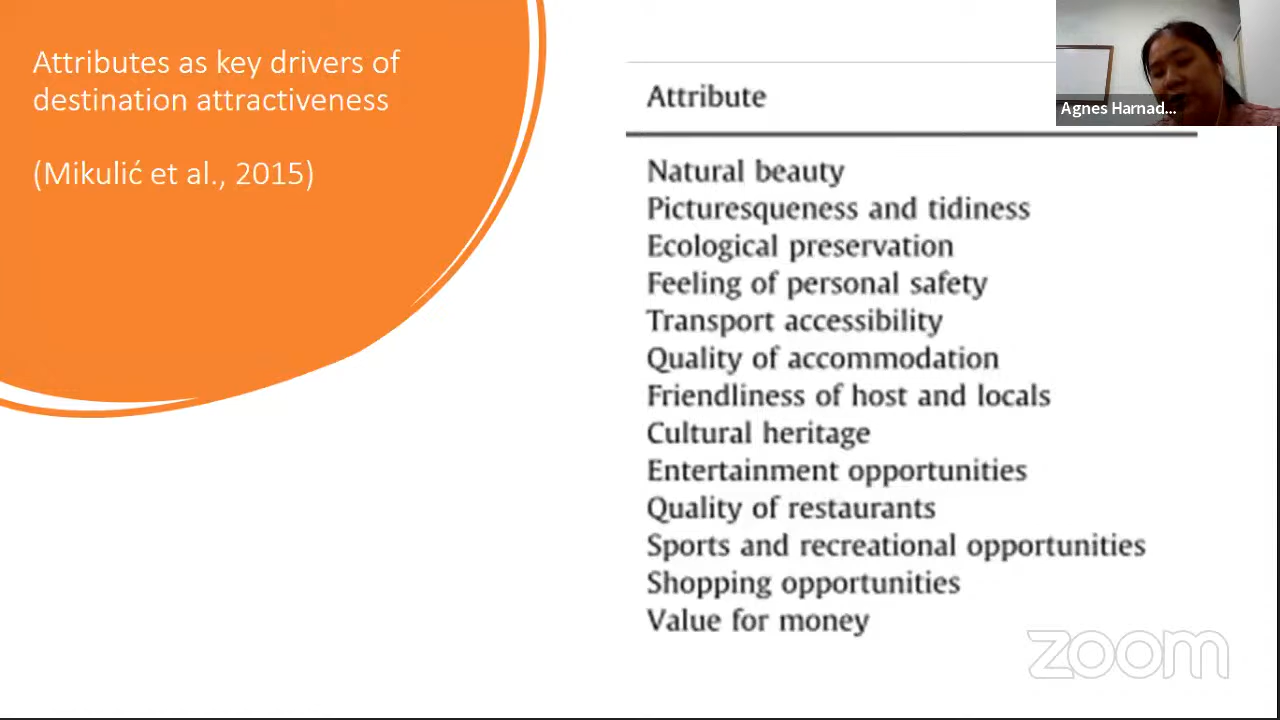 Attributes as key drivers of
destination attractiveness
(Mikulić et al., 2015)
Attribute
Natural beauty
Picturesqueness and tidiness
Ecological preservation
Feeling of personal safety
Transport accessibility
Quality of accommodation
Friendliness of host and locals
Cultural heritage
Entertainment opportunities
Quality of restaurants
Sports and recreational opportunities
Shopping opportunities
Value for money
Agnes Harnad...
zoom